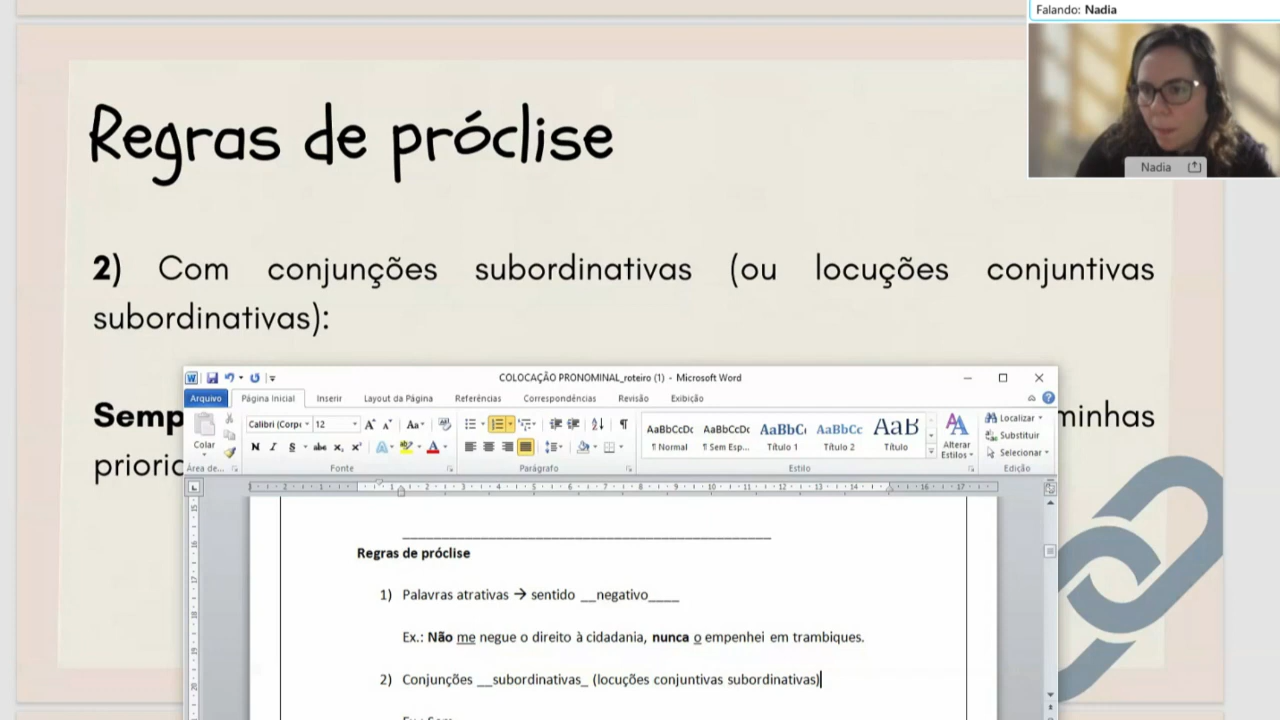 Falando: Nadia
Nadia
Regras de próclise
2) Com conjunções subordinativas (ou locuções conjuntivas
subordinativas):
minhas
COLOCAÇÃO PRONOMINAL_roteiro (1) - Microsoft Word
Arquivo Página Inicial Inserir Layout da Página Referências Correspondências Revisão Exibição
Calibri (Corp 12
Colar
AaBbCcDc AaBbCcDc AaBbCc AaBbCc AaB
¶ Normal ¶ Sem Esp... Título 1 Título 2 Título
Alterar Estilos
Localizar
Substituir
Selecionar
Área de... Fonte Parágrafo Estilo Edição
Regras de próclise
1) Palavras atrativas → sentido __negativo____
Ex.: Não me negue o direito à cidadania, nunca o empenhei em trambiques.
2) Conjunções __subordinativas_ (locuções conjuntivas subordinativas)